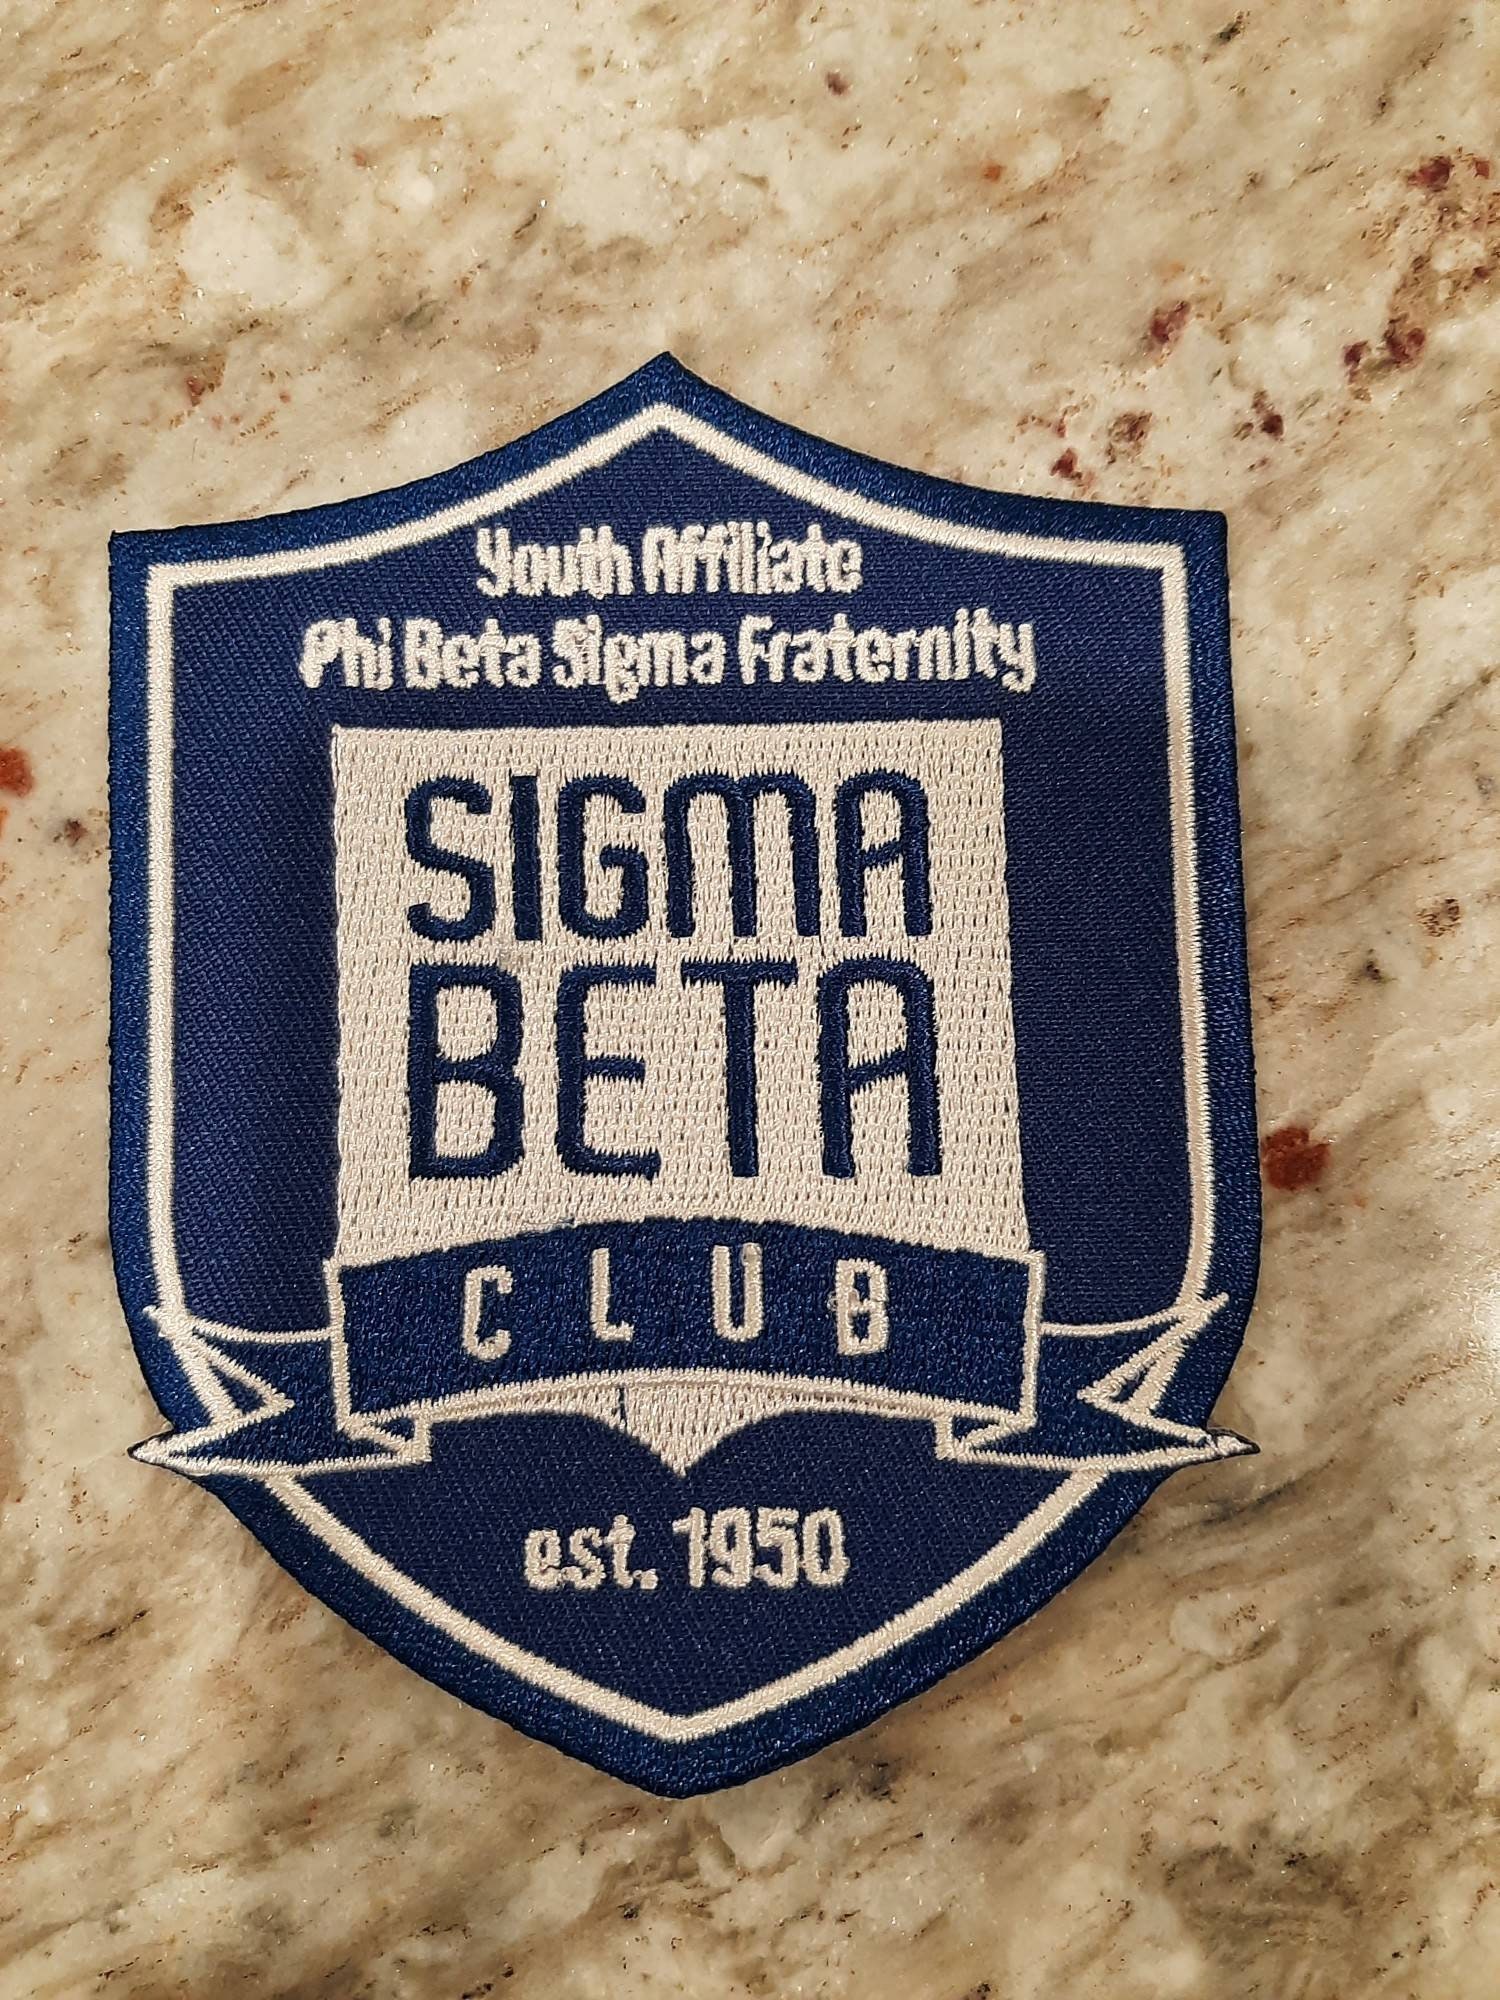 Youth Affiliate
Phi Beta Sigma Fraternity
SIGMA
BETA
CLUB
est. 1950